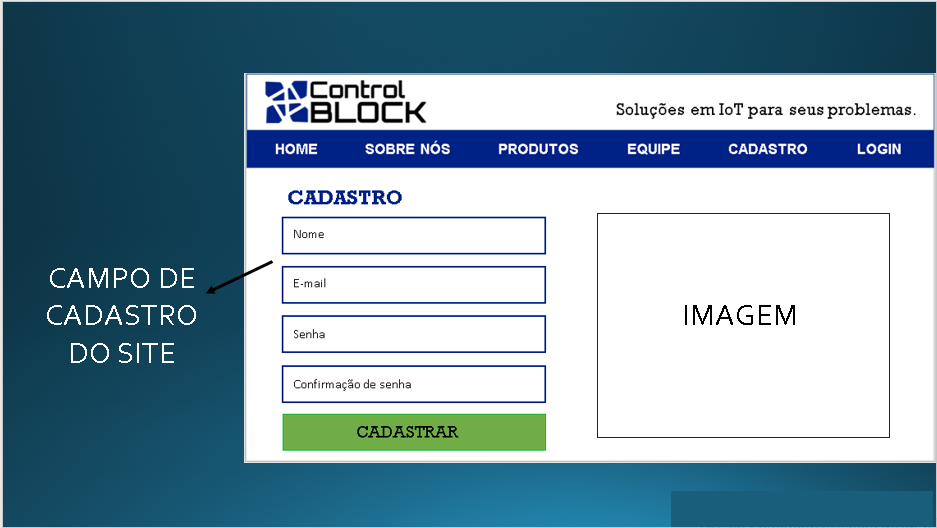 Control
BLOCK
Soluções em IoT para seus problemas.
HOME SOBRE NÓS PRODUTOS EQUIPE CADASTRO LOGIN
CADASTRO
Nome
E-mail
Senha
Confirmação de senha
CADASTRAR
IMAGEM
CAMPO DE
CADASTRO
DO SITE